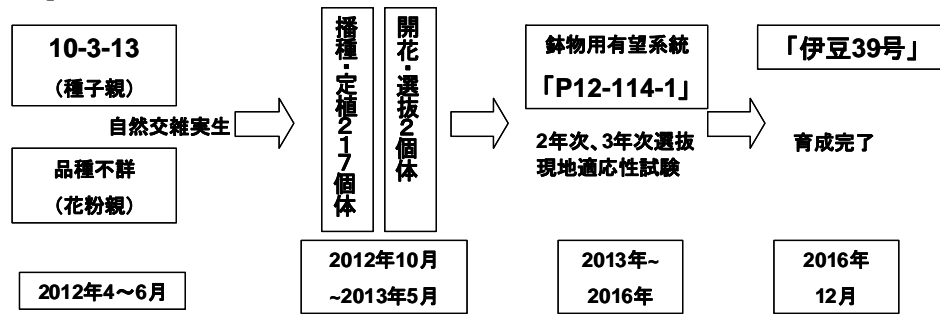 10-3-13
（種子親）
自然交雑実生
品種不詳
（花粉親）
2012年4～6月
播種・定植217個体
開花・選抜2個体
2012年10月
~2013年5月
鉢物用有望系統
「P12-114-1」
2年次、3年次選抜
現地適応性試験
2013年~
2016年
「伊豆39号」
育成完了
2016年
12月